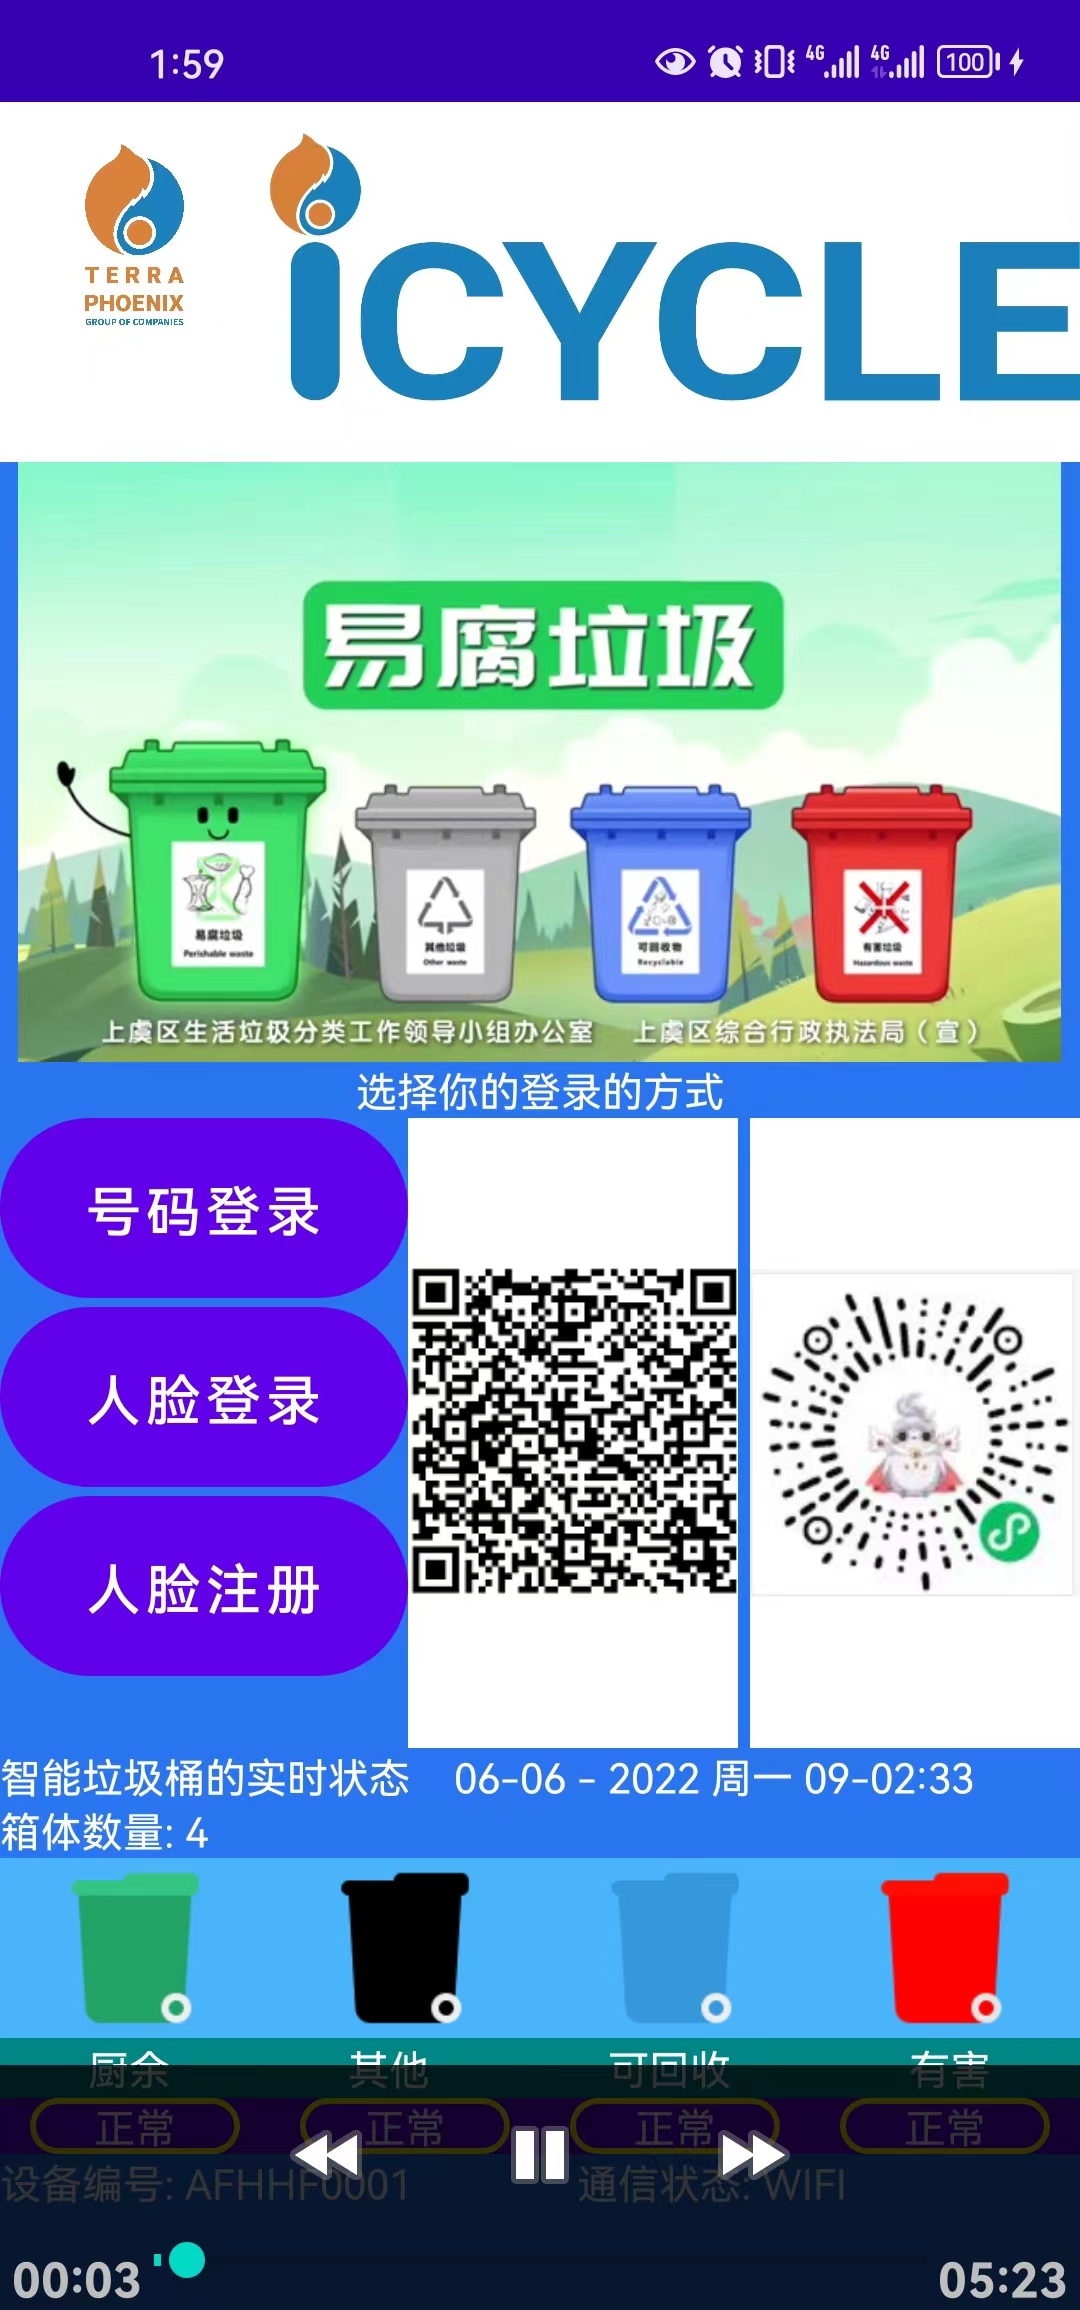 1:59
4G 4G 100
TERRA
PHOENIX
GROUP OF COMPANIES
iCYCLE
易腐垃圾
易腐垃圾
Perishable waste
其他垃圾
Other waste
可回收物
Recyclable
有害垃圾
Hazardous waste
上虞区生活垃圾分类工作领导小组办公室 上虞区综合行政执法局（宣）
选择你的登录的方式
号码登录
人脸登录
人脸注册
智能垃圾桶的实时状态 06-06 - 2022 周一 09-02:33
箱体数量: 4
厨余 其他 可回收 有害
正常 正常 正常 正常
设备编号: AFHHF0001 通信状态: WIFI
00:03 05:23